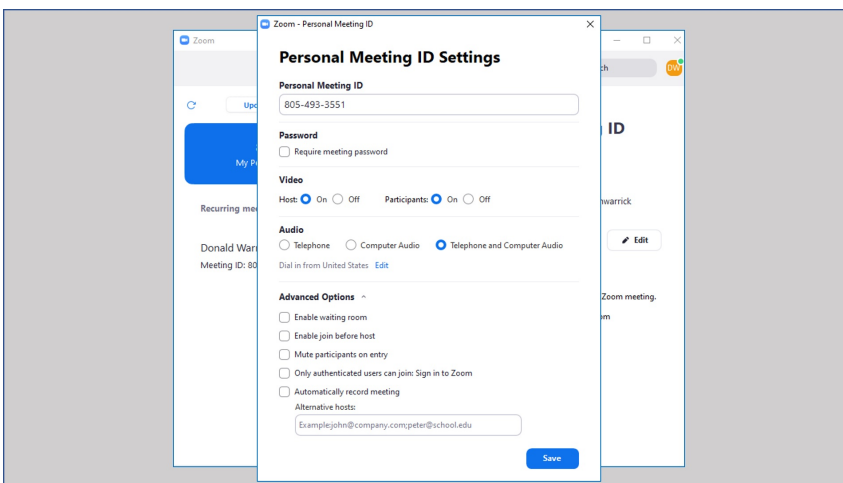 Zoom - Personal Meeting ID
Zoom
Personal Meeting ID Settings
DW
Personal Meeting ID
805-493-3551
ID
Password
Require meeting password
My
Video
Host: On Off Participants: On Off
nwarrick
Recurring
Audio
Telephone Computer Audio Telephone and Computer Audio
Edit
Donald
Dial in from United States Edit
Meeting ID: 80
Advanced Options
Zoom meeting.
Enable waiting room
Enable join before host
Mute participants on entry
Only authenticated users can join: Sign in to Zoom
Automatically record meeting
Alternative hosts:
Example:john@company.com;peter@school.edu
Save